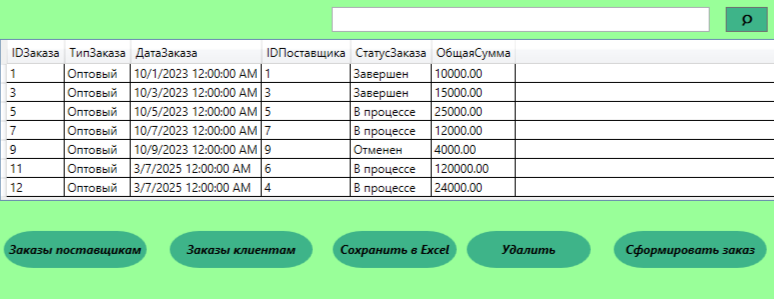 IDЗаказа ТипЗаказа ДатаЗаказа IDПоставщика СтатусЗаказа ОбщаяСумма
1 Оптовый 10/1/2023 12:00:00 AM 1 Завершен 10000.00
3 Оптовый 10/3/2023 12:00:00 AM 3 Завершен 15000.00
5 Оптовый 10/5/2023 12:00:00 AM 5 В процессе 25000.00
7 Оптовый 10/7/2023 12:00:00 AM 7 В процессе 12000.00
9 Оптовый 10/9/2023 12:00:00 AM 9 Отменен 4000.00
11 Оптовый 3/7/2025 12:00:00 AM 6 В процессе 120000.00
12 Оптовый 3/7/2025 12:00:00 AM 4 В процессе 24000.00
Заказы поставщикам Заказы клиентам Сохранить в Excel Удалить Сформировать заказ